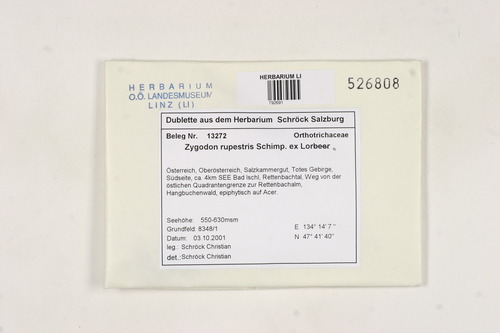 HERBARIUM
O.Ö. LANDESMUSEUM
LINZ (LI)
HERBARIUM LI
526808
Dublette aus dem Herbarium Schröck Salzburg
Beleg Nr. 13272 Orthotrichaceae
Zygodon rupestris Schimp. ex Lorbeer
Österreich, Oberösterreich, Salzkammergut, Totes Gebirge,
Südseite, ca. 4km SEE Bad Ischl, Rettenbachtal, Weg von der
östlichen Quadrantengrenze zur Rettenbachalm,
Hangbuchenwald, epiphytisch auf Acer.
Seehöhe: 550-630msm
Grundfeld: 8348/1
Datum: 03.10.2001
leg.: Schröck Christian
det.: Schröck Christian
E 134° 14' 7 "
N 47° 41' 40"